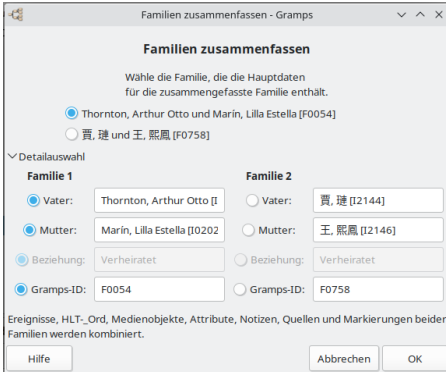 Familien zusammenfassen - Gramps
Familien zusammenfassen
Wähle die Familie, die die Hauptdaten
für die zusammengefasste Familie enthält.
Thornton, Arthur Otto und Marín, Lilla Estella [F0054]
賈,璉 und 王, 熙鳳 [F0758]
Detailauswahl
Familie 1 Familie 2
Vater: Thornton, Arthur Otto [I Vater: 賈, 璉 [I2144]
Mutter: Marín, Lilla Estella [I0202 Mutter: 王, 熙鳳 [I2146]
Beziehung: Verheiratet Beziehung: Verheiratet
Gramps-ID: F0054 Gramps-ID: F0758
Ereignisse, HLT-_Ord, Medienobjekte, Attribute, Notizen, Quellen und Markierungen beider
Familien werden kombiniert.
Hilfe Abbrechen OK